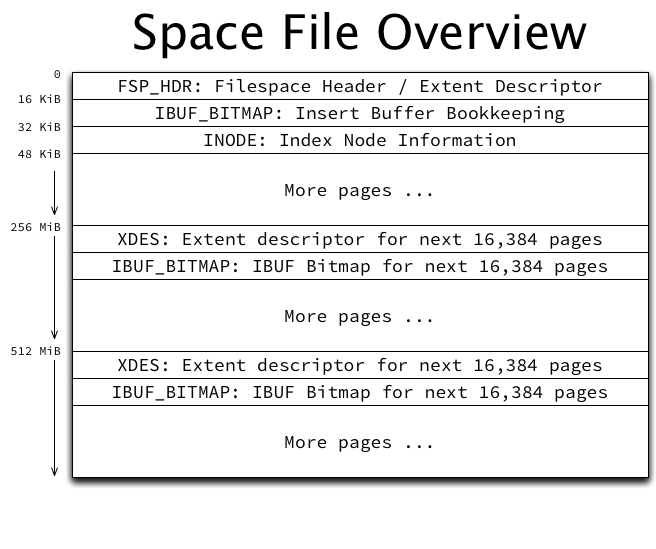 Space File Overview
0
FSP_HDR: Filespace Header / Extent Descriptor
16 KiB
IBUF_BITMAP: Insert Buffer Bookkeeping
32 KiB
INODE: Index Node Information
48 KiB
More pages ...
256 MiB
XDES: Extent descriptor for next 16,384 pages
IBUF_BITMAP: IBUF Bitmap for next 16,384 pages
More pages ...
512 MiB
XDES: Extent descriptor for next 16,384 pages
IBUF_BITMAP: IBUF Bitmap for next 16,384 pages
More pages ...